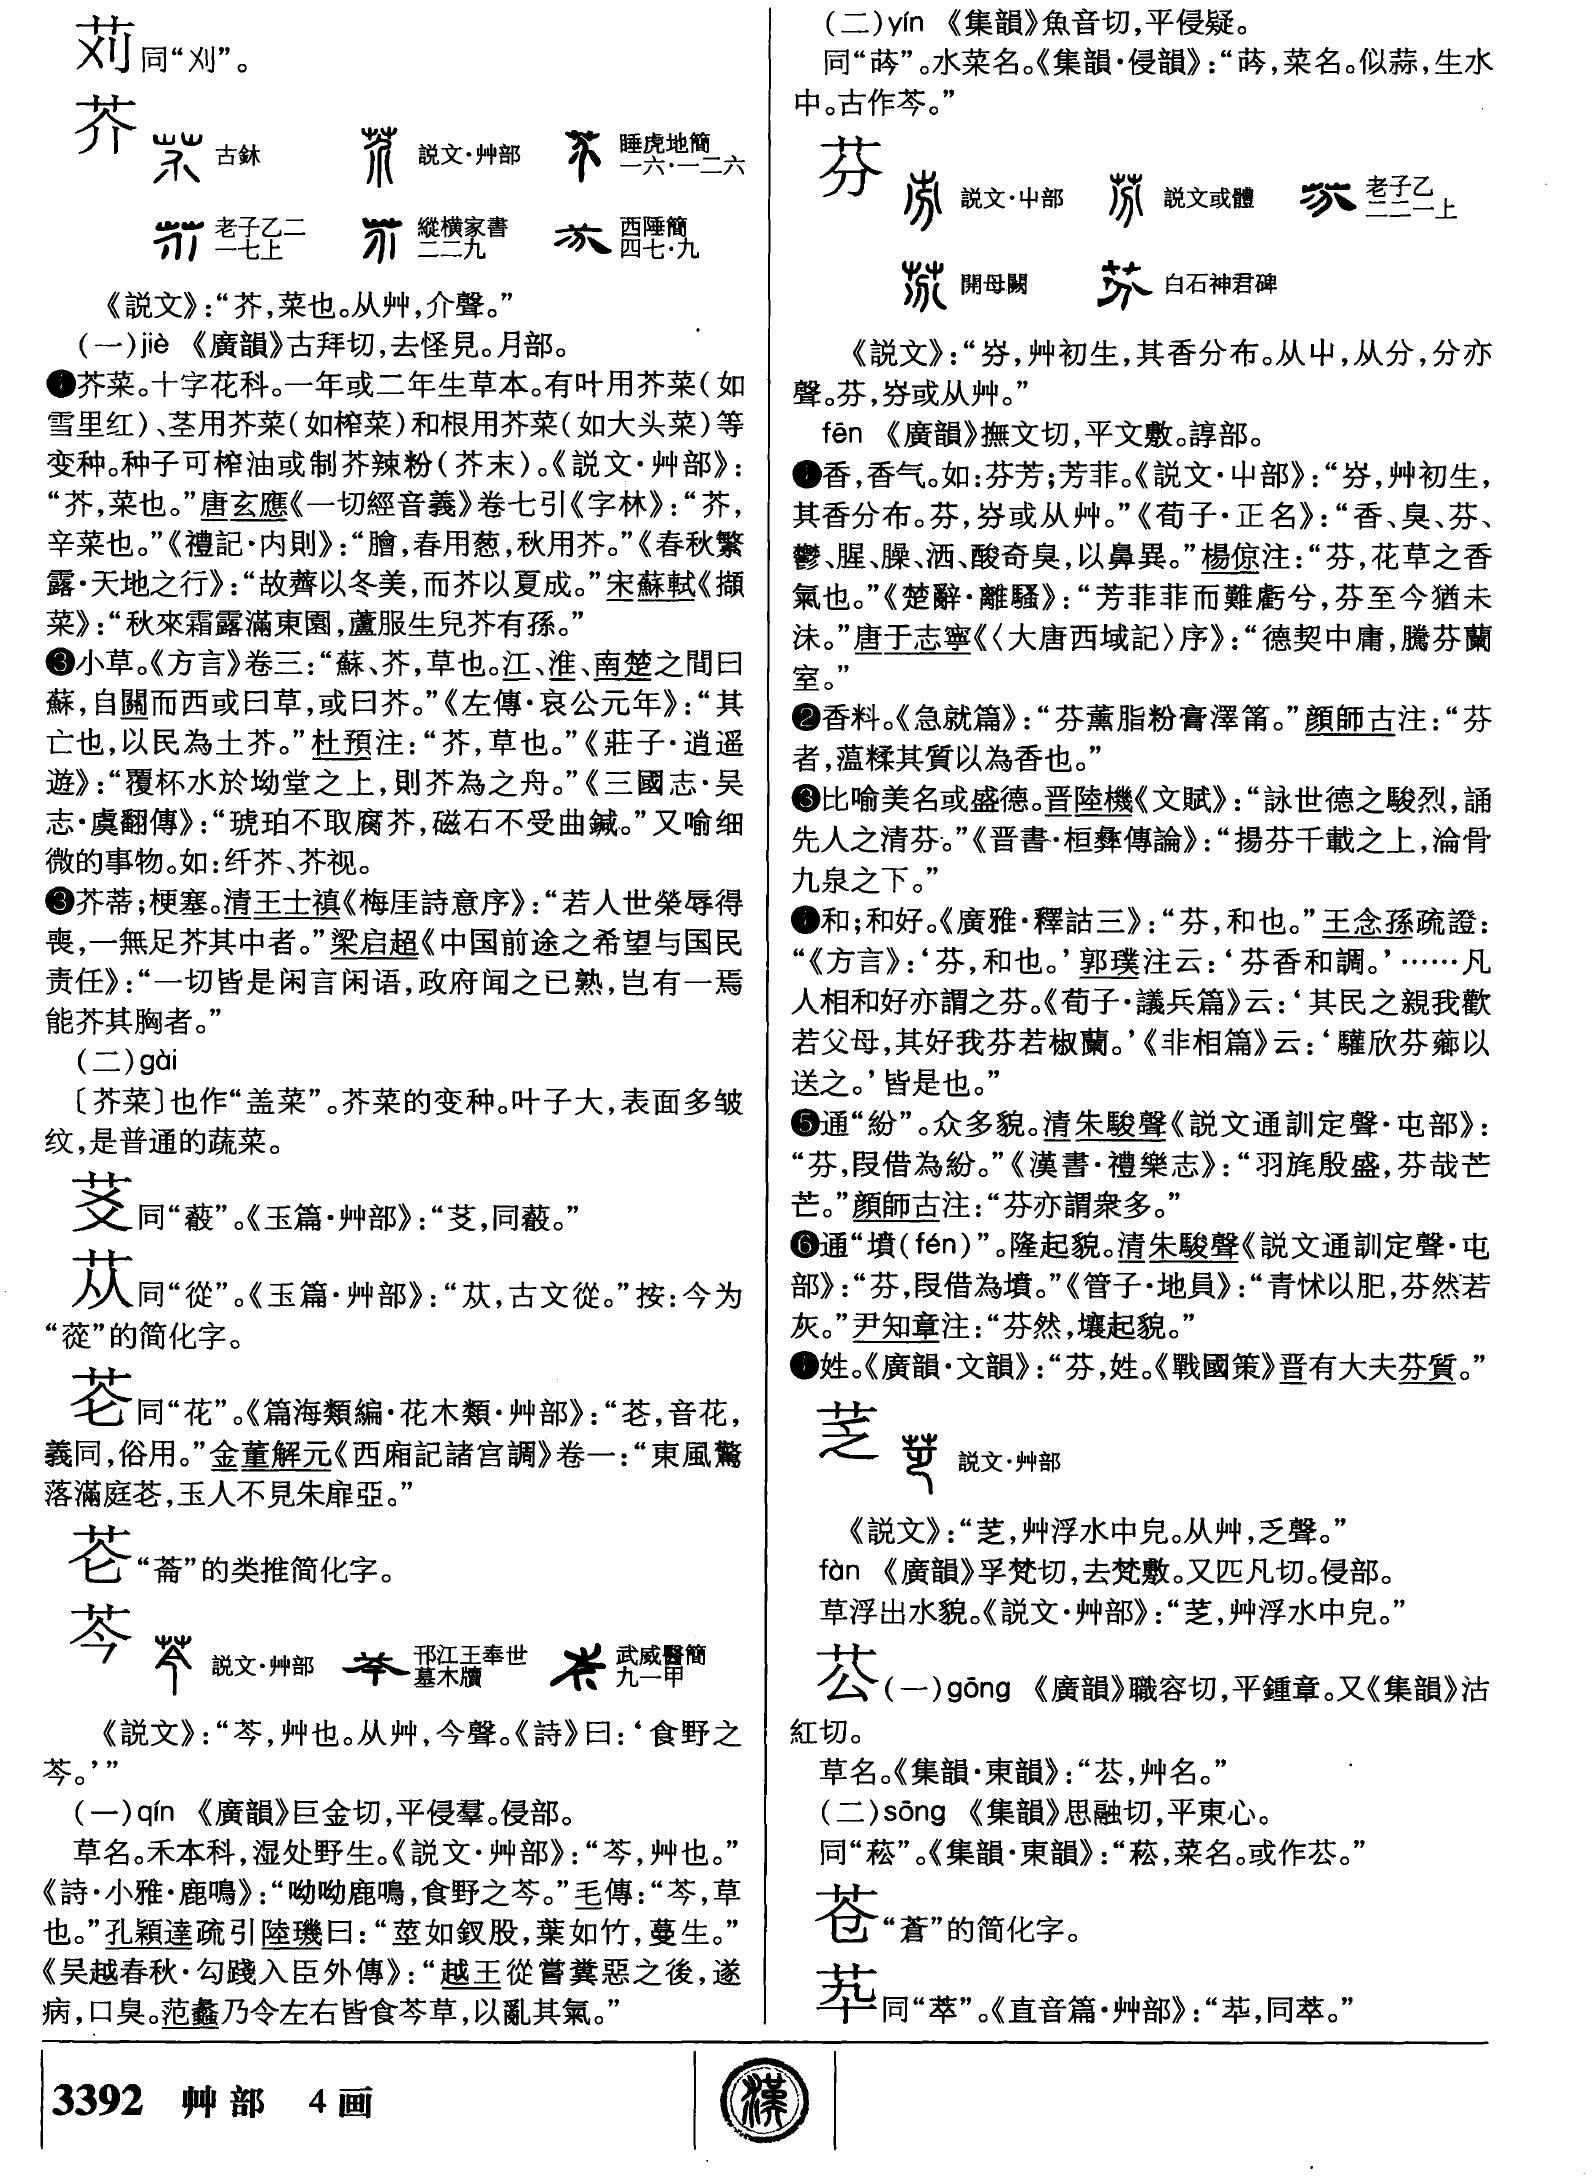 苅同“刈”。
芥
古鉥 説文·艸部 睡虎地簡一六·一二六
老子乙二一七上 縱横家書二二九 西陲簡四七·九
《説文》：“芥，菜也。从艸，介聲。”
(一)jiè 《廣韻》古拜切，去怪見。月部。
❶芥菜。十字花科。一年或二年生草本。有叶用芥菜（如
雪里红）、茎用芥菜（如榨菜）和根用芥菜（如大头菜）等
变种。种子可榨油或制芥辣粉（芥末）。《説文·艸部》：
“芥，菜也。”唐玄應《一切經音義》卷七引《字林》：“芥，
辛菜也。”《禮記·内則》：“膾，春用葱，秋用芥。”《春秋繁
露·天地之行》：“故薺以冬美，而芥以夏成。”宋蘇軾《擷
菜》：“秋來霜露滿東園，蘆服生兒芥有孫。”
❸小草。《方言》卷三：“蘇、芥，草也。江、淮、南楚之間曰
蘇，自關而西或曰草，或曰芥。”《左傳·哀公元年》：“其
亡也，以民為土芥。”杜預注：“芥，草也。”《莊子·逍遥
遊》：“覆杯水於坳堂之上，則芥為之舟。”《三國志·吴
志·虞翻傳》：“琥珀不取腐芥，磁石不受曲鍼。”又喻细
微的事物。如：纤芥、芥视。
❸芥蒂；梗塞。清王士禛《梅厓詩意序》：“若人世榮辱得
喪，一無足芥其中者。”梁启超《中国前途之希望与国民
责任》：“一切皆是闲言闲语，政府闻之已熟，岂有一焉
能芥其胸者。”
(二)gài
〔芥菜〕也作“盖菜”。芥菜的变种。叶子大，表面多皱
纹，是普通的蔬菜。
芆同“蔱”。《玉篇·艸部》：“芆，同蔱。”
苁同“從”。《玉篇·艸部》：“苁，古文從。”按：今为
“蓯”的简化字。
芲同“花”。《篇海類編·花木類·艸部》：“芲，音花，
義同，俗用。”金董解元《西廂記諸宫調》卷一：“東風驚
落滿庭芲，玉人不見朱扉亞。”
芲“菕”的类推简化字。
芩
説文·艸部 邗江王奉世墓木牘 武威醫簡九一甲
《説文》：“芩，艸也。从艸，今聲。《詩》曰：‘食野之
芩。’”
(一)qín 《廣韻》巨金切，平侵羣。侵部。
草名。禾本科，湿处野生。《説文·艸部》：“芩，艸也。”
《詩·小雅·鹿鳴》：“呦呦鹿鳴，食野之芩。”毛傳：“芩，草
也。”孔穎達疏引陸璣曰：“莖如釵股，葉如竹，蔓生。”
《吴越春秋·勾踐入臣外傳》：“越王從嘗糞惡之後，遂
病，口臭。范蠡乃令左右皆食芩草，以亂其氣。”
(二)yín 《集韻》魚音切，平侵疑。
同“荶”。水菜名。《集韻·侵韻》：“荶，菜名。似蒜，生水
中。古作芩。”
芬
説文·屮部 説文或體 老子乙二二一上
開母闕 白石神君碑
《説文》：“㞣，艸初生，其香分布。从屮，从分，分亦
聲。芬，㞣或从艸。”
fēn 《廣韻》撫文切，平文敷。諄部。
❶香，香气。如：芬芳；芳菲。《説文·屮部》：“㞣，艸初生，
其香分布。芬，㞣或从艸。”《荀子·正名》：“香、臭、芬、
鬱、腥、臊、洒、酸奇臭，以鼻異。”楊倞注：“芬，花草之香
氣也。”《楚辭·離騷》：“芳菲菲而難虧兮，芬至今猶未
沬。”唐于志寧《〈大唐西域記〉序》：“德契中庸，騰芬蘭
室。”
❷香料。《急就篇》：“芬薰脂粉膏澤筩。”顔師古注：“芬
者，薀糅其質以為香也。”
❸比喻美名或盛德。晋陸機《文賦》：“詠世德之駿烈，誦
先人之清芬。”《晋書·桓彝傳論》：“揚芬千載之上，淪骨
九泉之下。”
❹和；和好。《廣雅·釋詁三》：“芬，和也。”王念孫疏證：
“《方言》：‘芬，和也。’郭璞注云：‘芬香和調。’……凡
人相和好亦謂之芬。《荀子·議兵篇》云：‘其民之親我歡
若父母，其好我芬若椒蘭。’《非相篇》云：‘驩欣芬薌以
送之。’皆是也。”
❺通“紛”。众多貌。清朱駿聲《説文通訓定聲·屯部》：
“芬，叚借為紛。”《漢書·禮樂志》：“羽旄殷盛，芬哉芒
芒。”顔師古注：“芬亦謂衆多。”
❻通“墳(fén)”。隆起貌。清朱駿聲《説文通訓定聲·屯
部》：“芬，叚借為墳。”《管子·地員》：“青怵以肥，芬然若
灰。”尹知章注：“芬然，壤起貌。”
❼姓。《廣韻·文韻》：“芬，姓。《戰國策》晋有大夫芬質。”
芝
説文·艸部
《説文》：“芝，艸浮水中皃。从艸，乏聲。”
fàn 《廣韻》孚梵切，去梵敷。又匹凡切。侵部。
草浮出水貌。《説文·艸部》：“芝，艸浮水中皃。”
苂(一)gōng 《廣韻》職容切，平鍾章。又《集韻》沽
紅切。
草名。《集韻·東韻》：“䓗，艸名。”
(二)sōng 《集韻》思融切，平東心。
同“菘”。《集韻·東韻》：“菘，菜名。或作䓗。”
苍“蒼”的简化字。
芣同“萃”。《直音篇·艸部》：“苹，同萃。”
3392 艸部 4画
漢